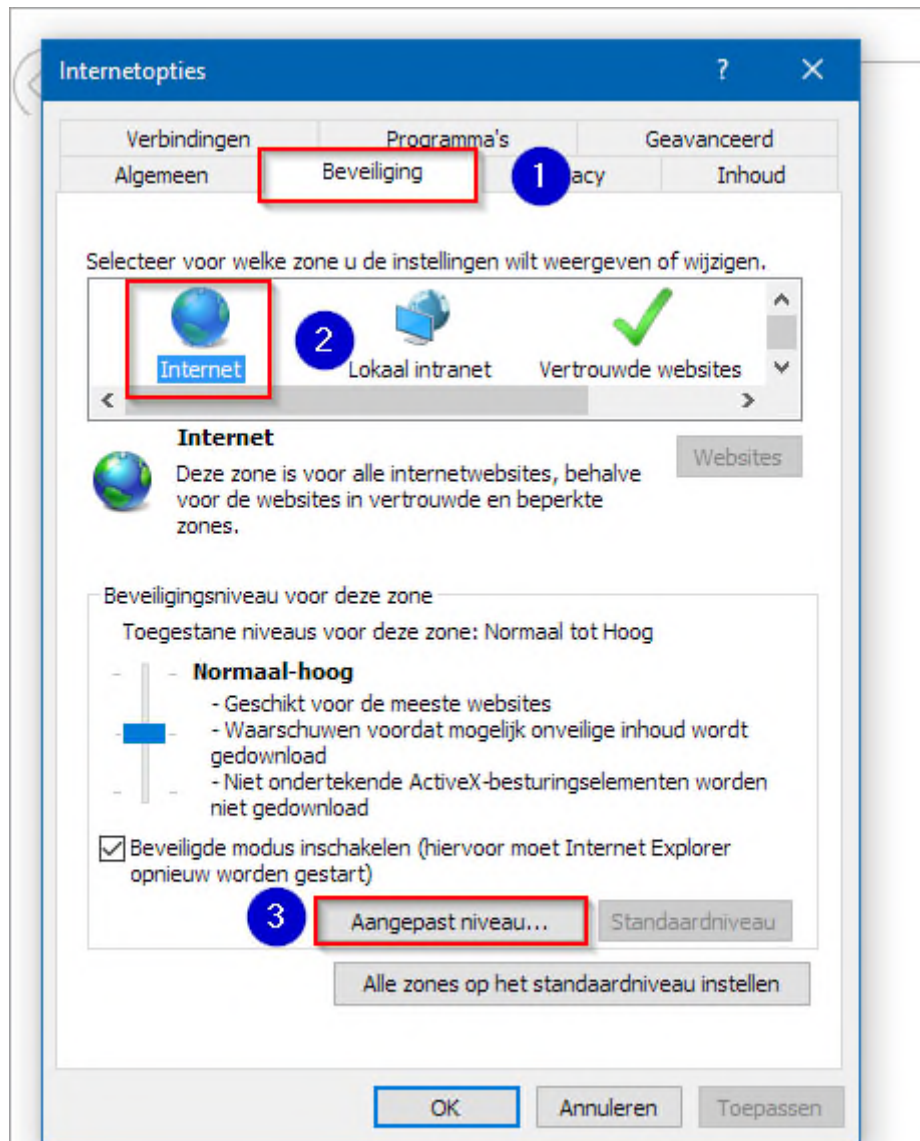 Internetopties ? ✕
Verbindingen Programma's Geavanceerd
Algemeen Beveiliging 1 acy Inhoud
Selecteer voor welke zone u de instellingen wilt weergeven of wijzigen.
2
Internet Lokaal intranet Vertrouwde websites
Internet
Websites
Deze zone is voor alle internetwebsites, behalve
voor de websites in vertrouwde en beperkte
zones.
Beveiligingsniveau voor deze zone
Toegestane niveaus voor deze zone: Normaal tot Hoog
Normaal-hoog
- Geschikt voor de meeste websites
- Waarschuwen voordat mogelijk onveilige inhoud wordt
gedownload
- Niet ondertekende ActiveX-besturingselementen worden
niet gedownload
Beveiligde modus inschakelen (hiervoor moet Internet Explorer
opnieuw worden gestart)
3 Aangepast niveau... Standaardniveau
Alle zones op het standaardniveau instellen
OK Annuleren Toepassen